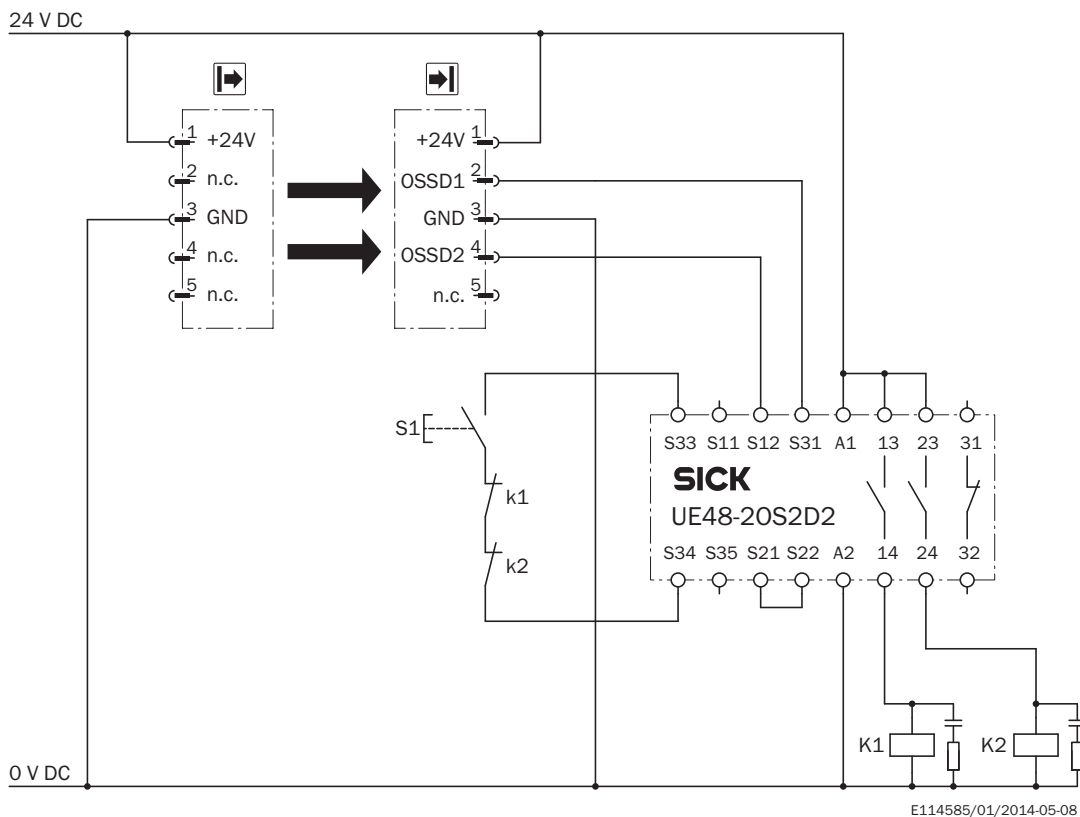 24 V DC
1 +24V
2 n.c.
3 GND
4 n.c.
5 n.c.
+24V 1
OSSD1 2
GND 3
OSSD2 4
n.c. 5
S1
k1
k2
S33 S11 S12 S31 A1 13 23 31
SICK
UE48-20S2D2
S34 S35 S21 S22 A2 14 24 32
K1
K2
0 V DC
E114585/01/2014-05-08